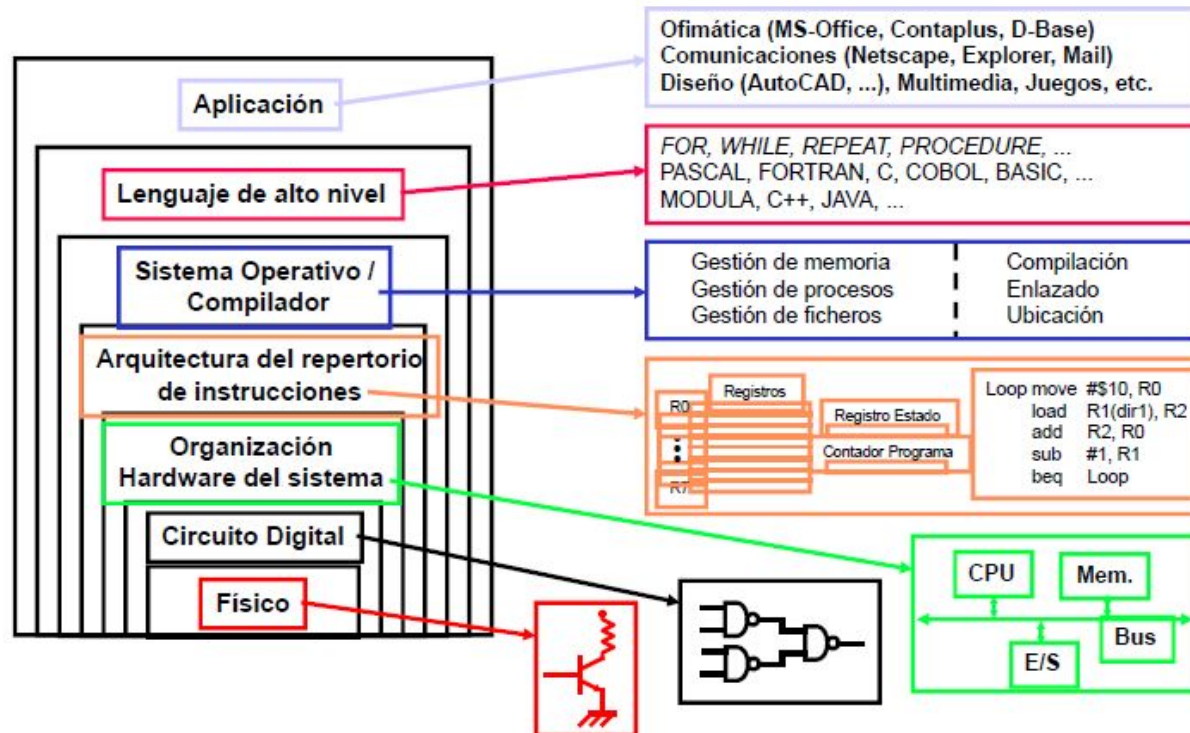 Aplicación
Lenguaje de alto nivel
Sistema Operativo /
Compilador
Arquitectura del repertorio
de instrucciones
Organización
Hardware del sistema
Circuito Digital
Físico
Ofimática (MS-Office, Contaplus, D-Base)
Comunicaciones (Netscape, Explorer, Mail)
Diseño (AutoCAD, ...), Multimedia, Juegos, etc.
FOR, WHILE, REPEAT, PROCEDURE, ...
PASCAL, FORTRAN, C, COBOL, BASIC, ...
MODULA, C++, JAVA, ...
Gestión de memoria
Gestión de procesos
Gestión de ficheros
Compilación
Enlazado
Ubicación
Registros
R0
R7
Registro Estado
Contador Programa
Loop move #$10, R0
load R1(dir1), R2
add R2, R0
sub #1, R1
beq Loop
CPU
Mem.
E/S
Bus